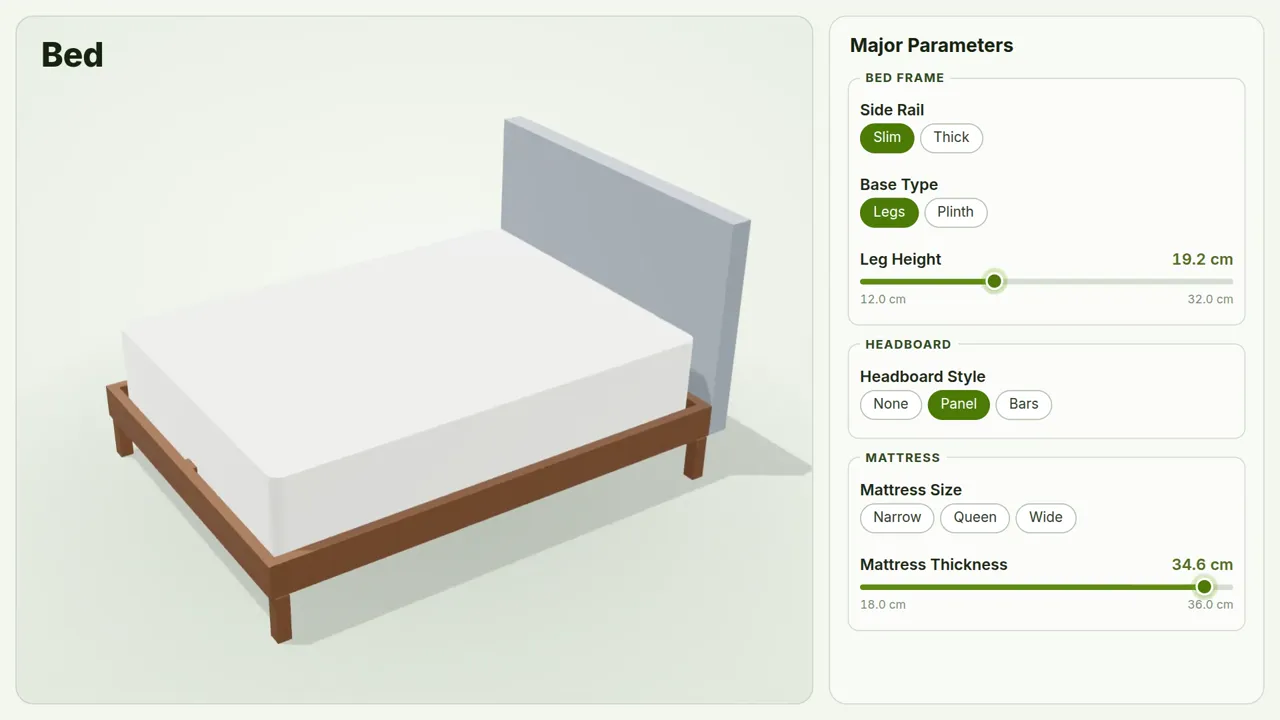 Bed
Major Parameters
BED FRAME
Side Rail
Slim Thick
Base Type
Legs Plinth
Leg Height 19.2 cm
12.0 cm 32.0 cm
HEADBOARD
Headboard Style
None Panel Bars
MATTRESS
Mattress Size
Narrow Queen Wide
Mattress Thickness 34.6 cm
18.0 cm 36.0 cm